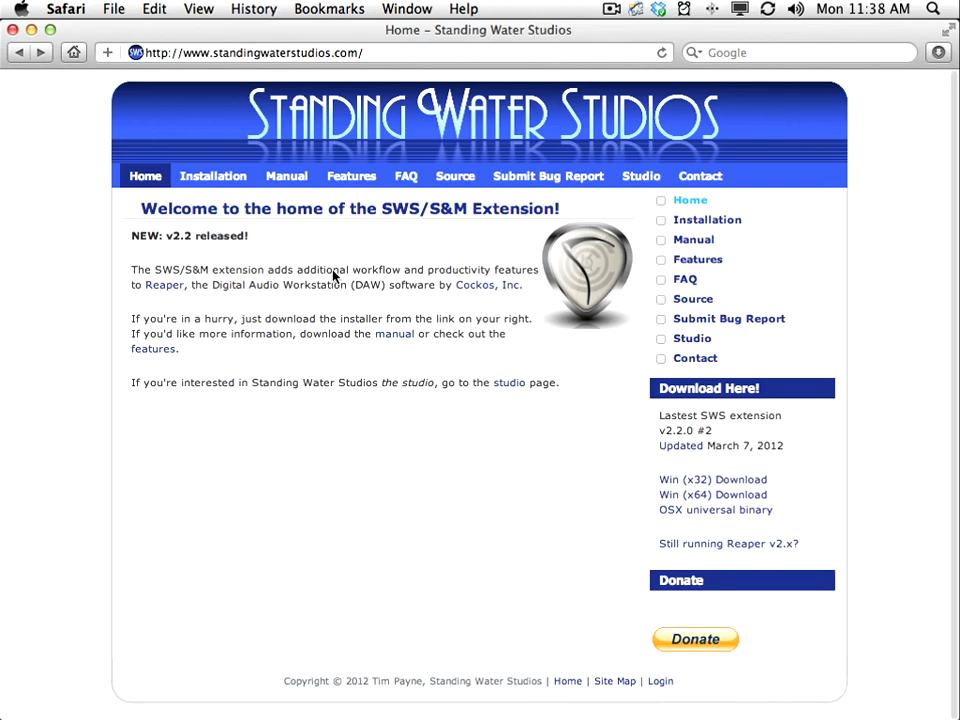 Safari File Edit View History Bookmarks Window Help Mon 11:38 AM
Home – Standing Water Studios
SWS http://www.standingwaterstudios.com/ Google
STANDING WATER STUDIOS
Home Installation Manual Features FAQ Source Submit Bug Report Studio Contact
Welcome to the home of the SWS/S&M Extension!
NEW: v2.2 released!
The SWS/S&M extension adds additional workflow and productivity features
to Reaper, the Digital Audio Workstation (DAW) software by Cockos, Inc.
If you're in a hurry, just download the installer from the link on your right.
If you'd like more information, download the manual or check out the
features.
If you're interested in Standing Water Studios the studio, go to the studio page.
Home
Installation
Manual
Features
FAQ
Source
Submit Bug Report
Studio
Contact
Download Here!
Lastest SWS extension
v2.2.0 #2
Updated March 7, 2012
Win (x32) Download
Win (x64) Download
OSX universal binary
Still running Reaper v2.x?
Donate
Donate
Copyright © 2012 Tim Payne, Standing Water Studios | Home | Site Map | Login